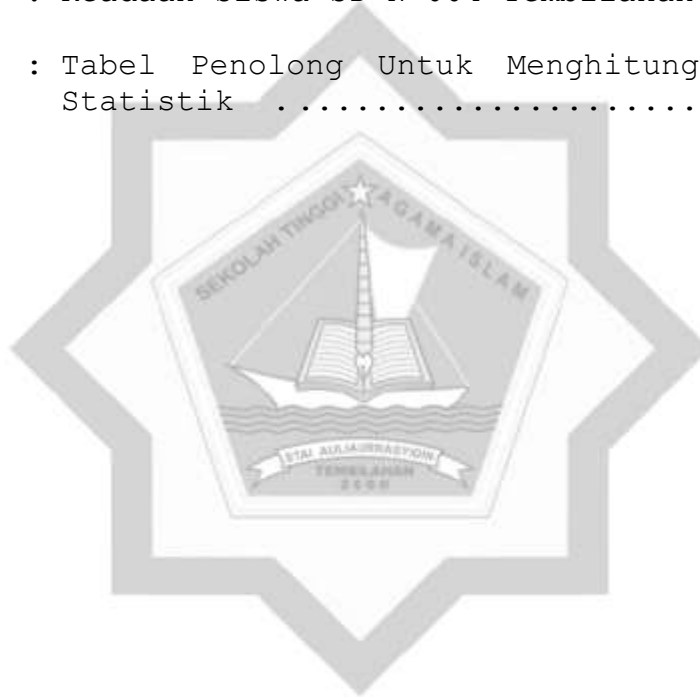 : Tabel Penolong Untuk Menghitung
Statistik .......................
SEKOLAH TINGGI AGAMA ISLAM
STAI AULIAURRASYIDIN
TEMBILAHAN